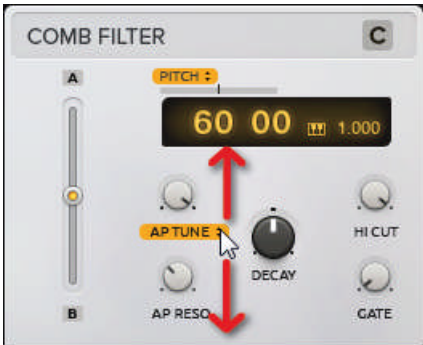 COMB FILTER C
A PITCH
60 00 1.000
AP TUNE HI CUT
DECAY
B AP RESO GATE